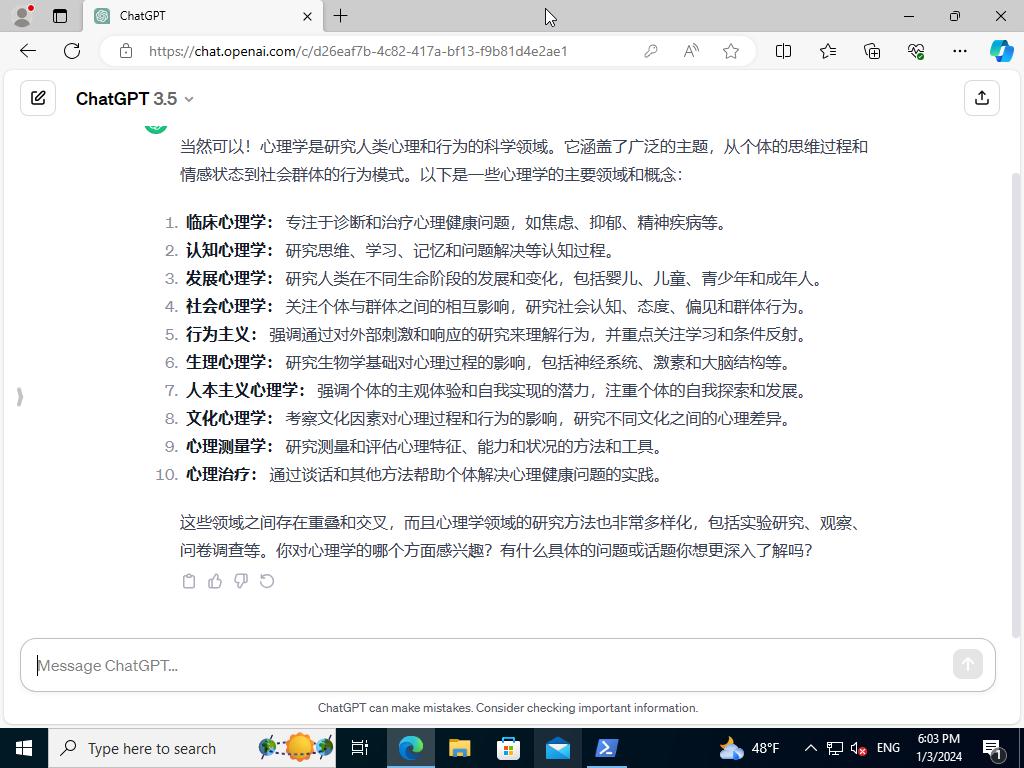 ChatGPT
https://chat.openai.com/c/d26eaf7b-4c82-417a-bf13-f9b81d4e2ae1
ChatGPT 3.5
当然可以！心理学是研究人类心理和行为的科学领域。它涵盖了广泛的主题，从个体的思维过程和
情感状态到社会群体的行为模式。以下是一些心理学的主要领域和概念：
1. 临床心理学： 专注于诊断和治疗心理健康问题，如焦虑、抑郁、精神疾病等。
2. 认知心理学： 研究思维、学习、记忆和问题解决等认知过程。
3. 发展心理学： 研究人类在不同生命阶段的发展和变化，包括婴儿、儿童、青少年和成年人。
4. 社会心理学： 关注个体与群体之间的相互影响，研究社会认知、态度、偏见和群体行为。
5. 行为主义： 强调通过对外部刺激和响应的研究来理解行为，并重点关注学习和条件反射。
6. 生理心理学： 研究生物学基础对心理过程的影响，包括神经系统、激素和大脑结构等。
7. 人本主义心理学： 强调个体的主观体验和自我实现的潜力，注重个体的自我探索和发展。
8. 文化心理学： 考察文化因素对心理过程和行为的影响，研究不同文化之间的心理差异。
9. 心理测量学： 研究测量和评估心理特征、能力和状况的方法和工具。
10. 心理治疗： 通过谈话和其他方法帮助个体解决心理健康问题的实践。
这些领域之间存在重叠和交叉，而且心理学领域的研究方法也非常多样化，包括实验研究、观察、
问卷调查等。你对心理学的哪个方面感兴趣？有什么具体的问题或话题你想更深入了解吗？
Message ChatGPT...
ChatGPT can make mistakes. Consider checking important information.
Type here to search
48°F
ENG
6:03 PM
1/3/2024
1